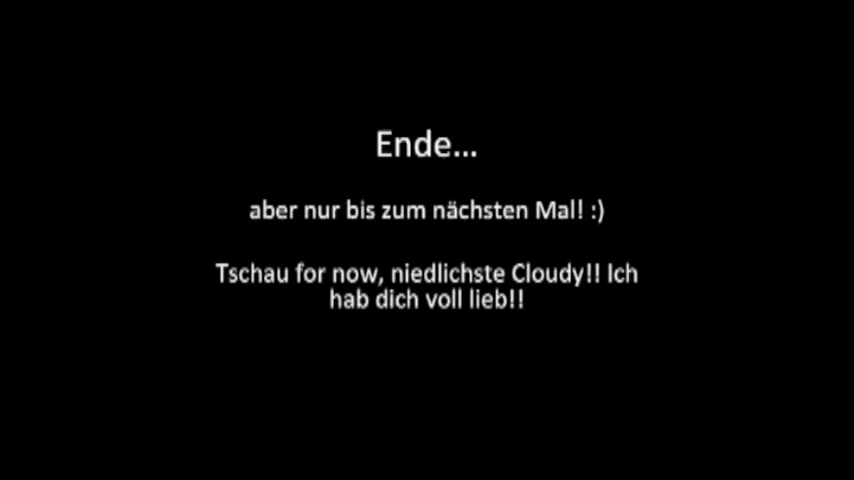 Ende...
aber nur bis zum nächsten Mal! :)
Tschau for now, niedlichste Cloudy!! Ich
hab dich voll lieb!!